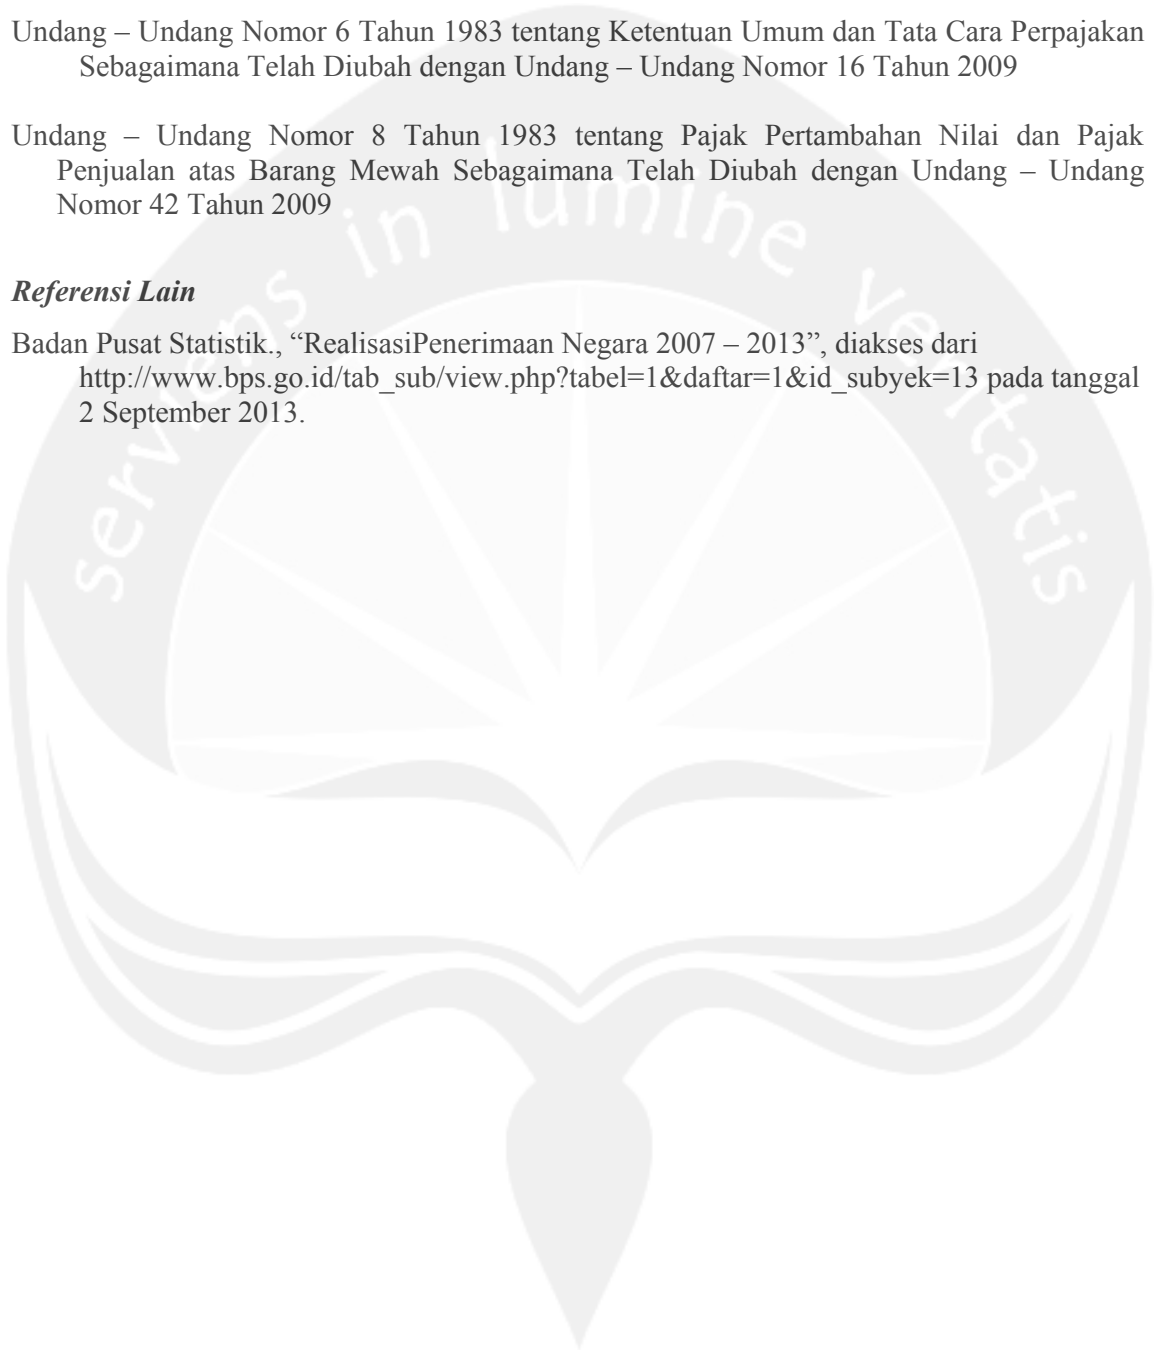 Undang – Undang Nomor 6 Tahun 1983 tentang Ketentuan Umum dan Tata Cara Perpajakan
Sebagaimana Telah Diubah dengan Undang – Undang Nomor 16 Tahun 2009
Undang – Undang Nomor 8 Tahun 1983 tentang Pajak Pertambahan Nilai dan Pajak
Penjualan atas Barang Mewah Sebagaimana Telah Diubah dengan Undang – Undang
Nomor 42 Tahun 2009
Referensi Lain
Badan Pusat Statistik., “RealisasiPenerimaan Negara 2007 – 2013”, diakses dari
http://www.bps.go.id/tab_sub/view.php?tabel=1&daftar=1&id_subyek=13 pada tanggal
2 September 2013.
serviens in lumine veritatis